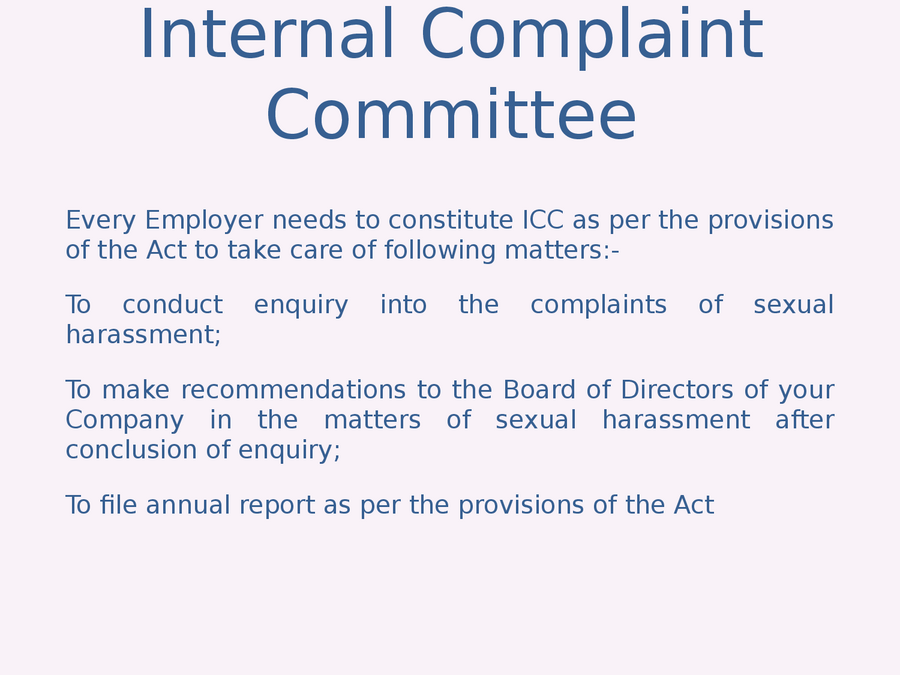 Internal Complaint
Committee
Every Employer needs to constitute ICC as per the provisions
of the Act to take care of following matters:-
To conduct enquiry into the complaints of sexual
harassment;
To make recommendations to the Board of Directors of your
Company in the matters of sexual harassment after
conclusion of enquiry;
To file annual report as per the provisions of the Act